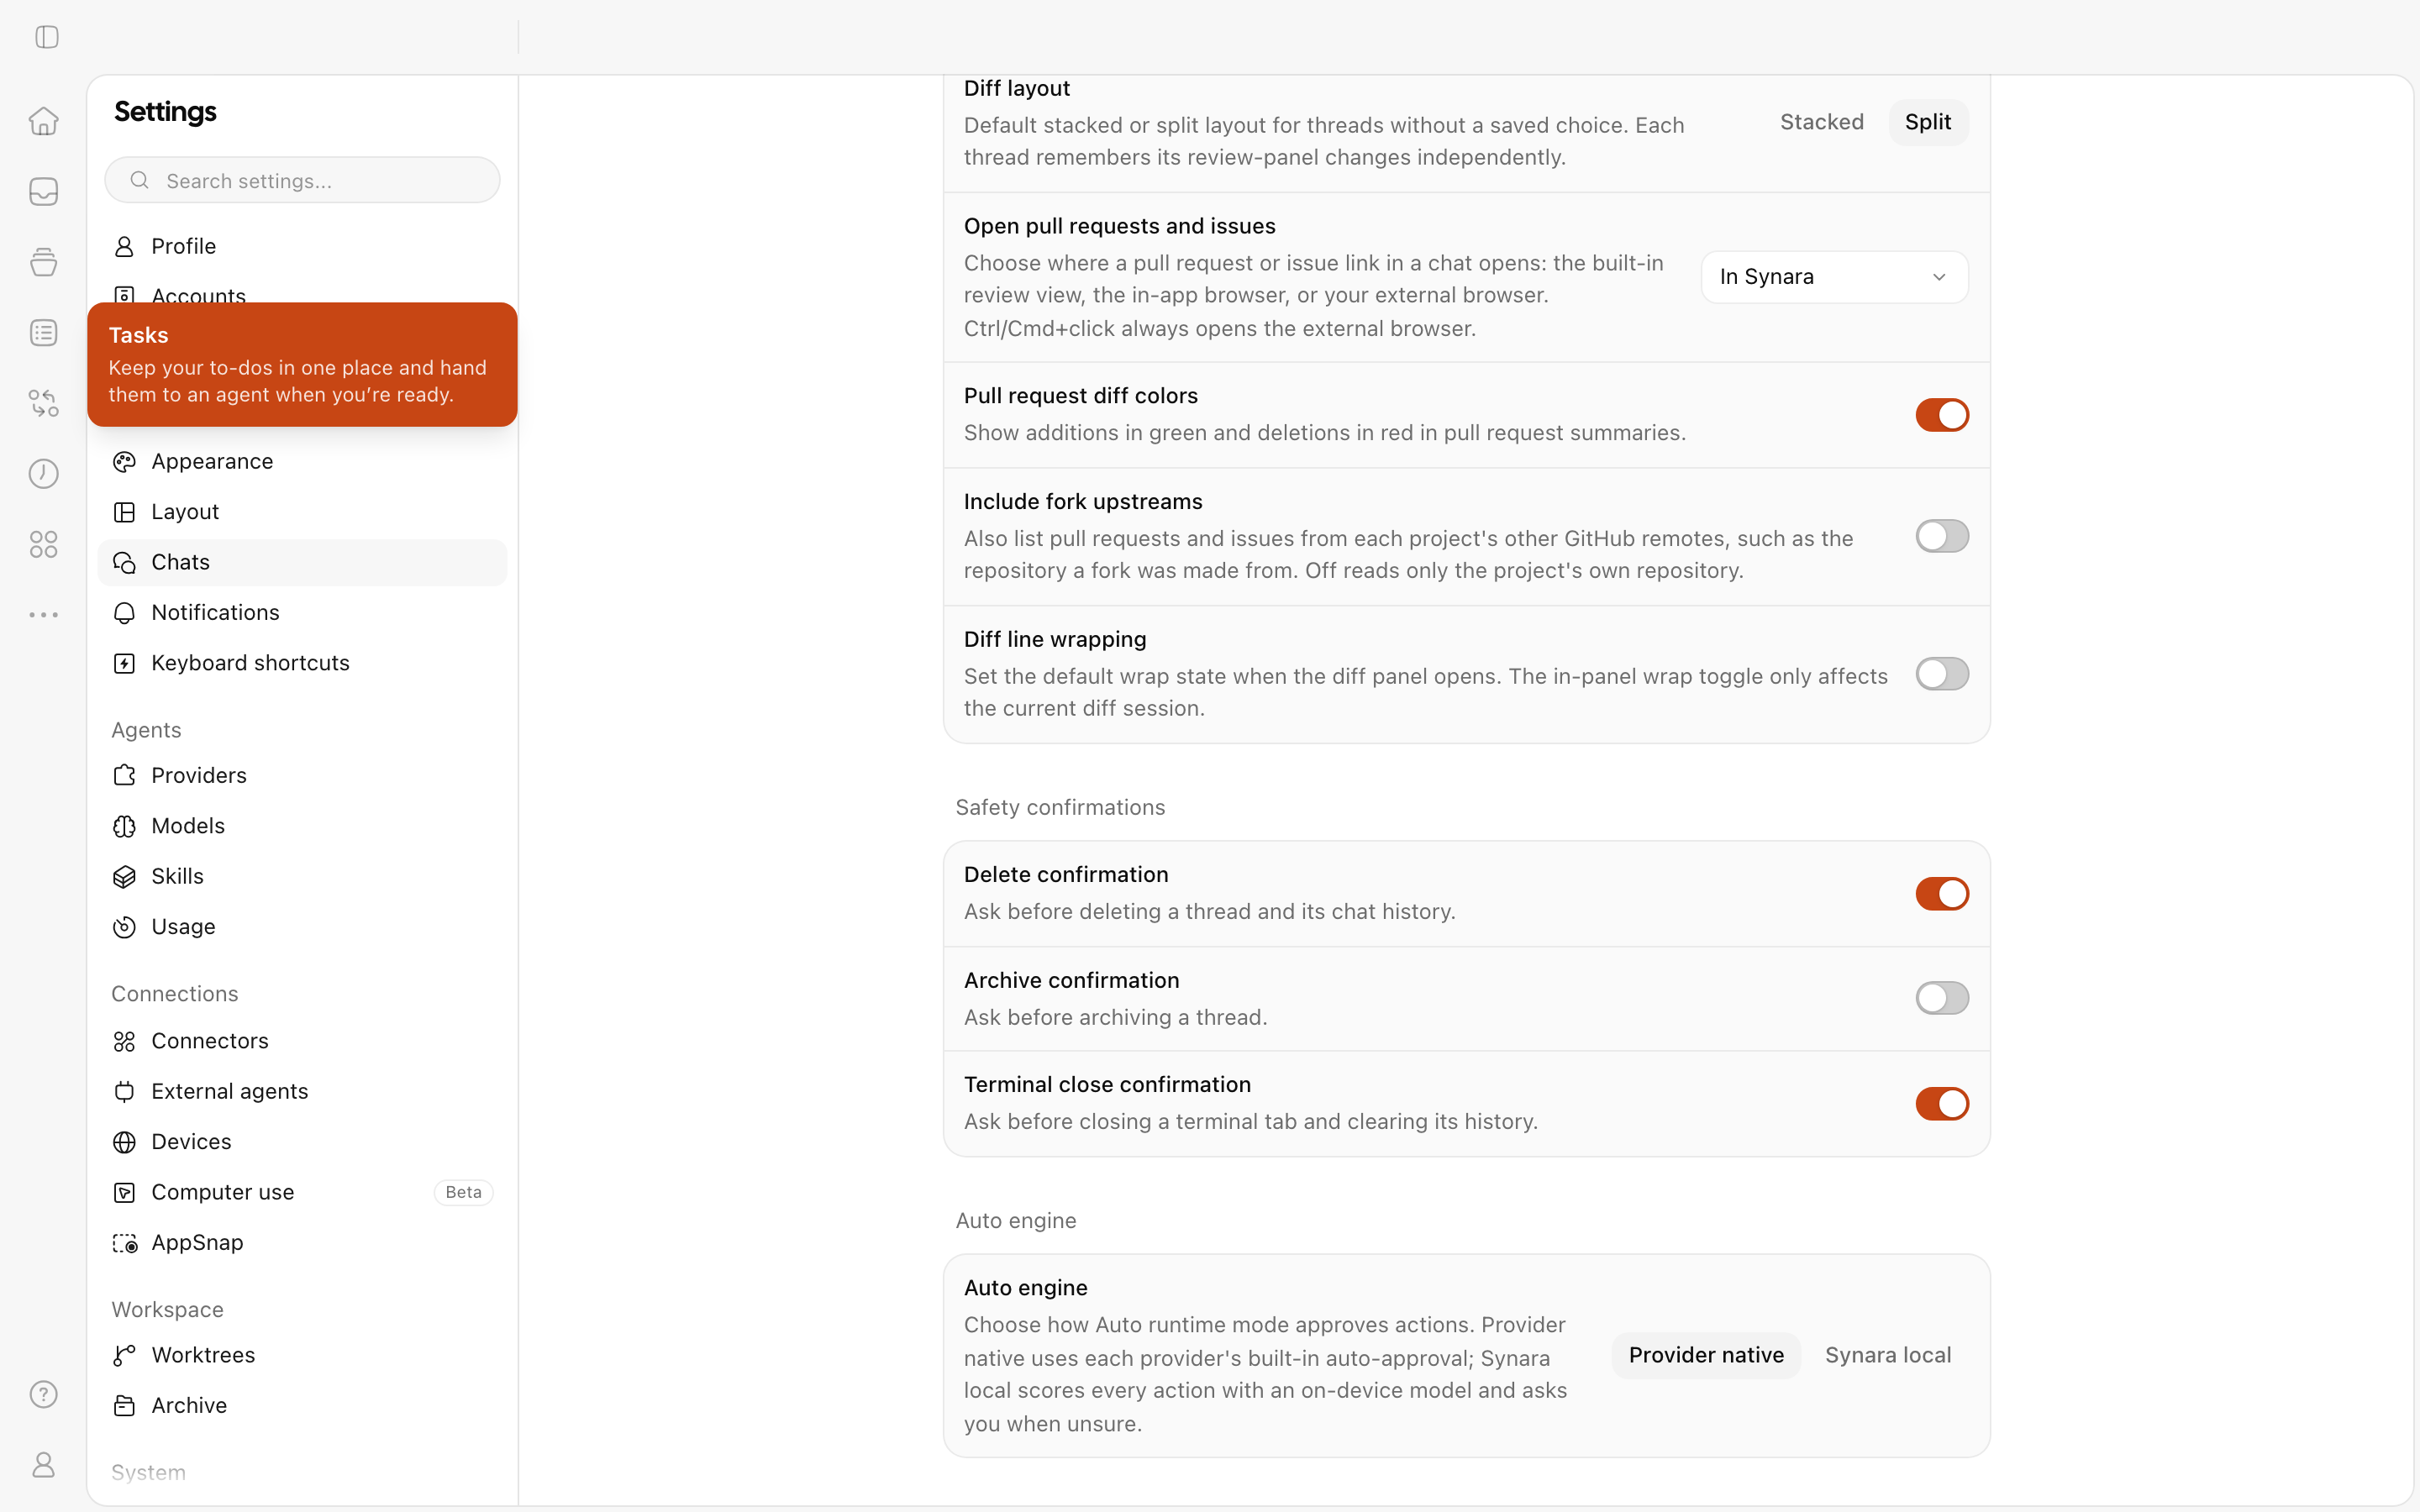 Settings
Search settings...
Profile
Accounts
Tasks
Keep your to-dos in one place and hand
them to an agent when you’re ready.
Appearance
Layout
Chats
Notifications
Keyboard shortcuts
Agents
Providers
Models
Skills
Usage
Connections
Connectors
External agents
Devices
Computer use
Beta
AppSnap
Workspace
Worktrees
Archive
System
Diff layout
Default stacked or split layout for threads without a saved choice. Each
thread remembers its review-panel changes independently.
Stacked
Split
Open pull requests and issues
Choose where a pull request or issue link in a chat opens: the built-in
review view, the in-app browser, or your external browser.
Ctrl/Cmd+click always opens the external browser.
In Synara
Pull request diff colors
Show additions in green and deletions in red in pull request summaries.
Include fork upstreams
Also list pull requests and issues from each project's other GitHub remotes, such as the
repository a fork was made from. Off reads only the project's own repository.
Diff line wrapping
Set the default wrap state when the diff panel opens. The in-panel wrap toggle only affects
the current diff session.
Safety confirmations
Delete confirmation
Ask before deleting a thread and its chat history.
Archive confirmation
Ask before archiving a thread.
Terminal close confirmation
Ask before closing a terminal tab and clearing its history.
Auto engine
Auto engine
Choose how Auto runtime mode approves actions. Provider
native uses each provider's built-in auto-approval; Synara
local scores every action with an on-device model and asks
you when unsure.
Provider native
Synara local